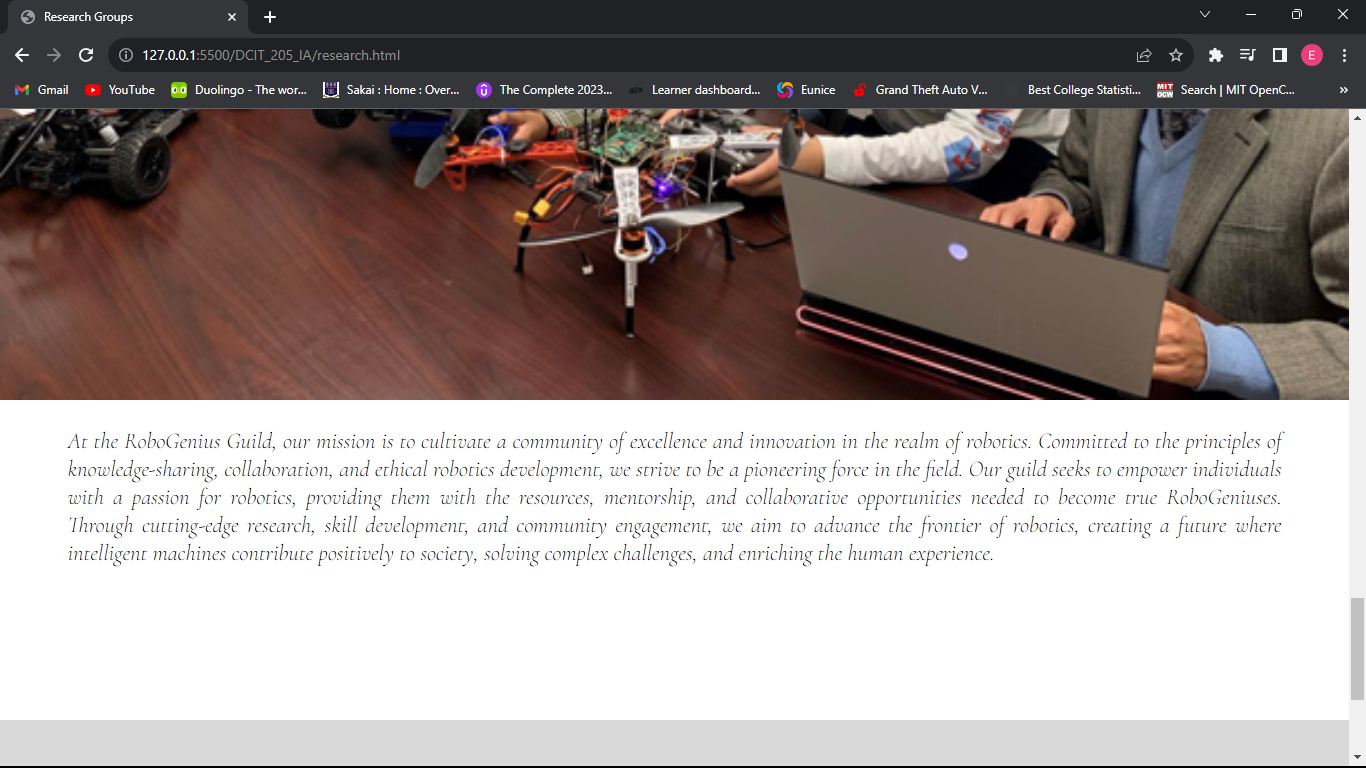 Research Groups
127.0.0.1:5500/DCIT_205_IA/research.html
E
Gmail
YouTube
Duolingo - The wor...
Sakai : Home : Over...
The Complete 2023...
Learner dashboard...
Eunice
Grand Theft Auto V...
Best College Statisti...
MIT OCW
Search | MIT OpenC...
At the RoboGenius Guild, our mission is to cultivate a community of excellence and innovation in the realm of robotics. Committed to the principles of
knowledge-sharing, collaboration, and ethical robotics development, we strive to be a pioneering force in the field. Our guild seeks to empower individuals
with a passion for robotics, providing them with the resources, mentorship, and collaborative opportunities needed to become true RoboGeniuses.
Through cutting-edge research, skill development, and community engagement, we aim to advance the frontier of robotics, creating a future where
intelligent machines contribute positively to society, solving complex challenges, and enriching the human experience.